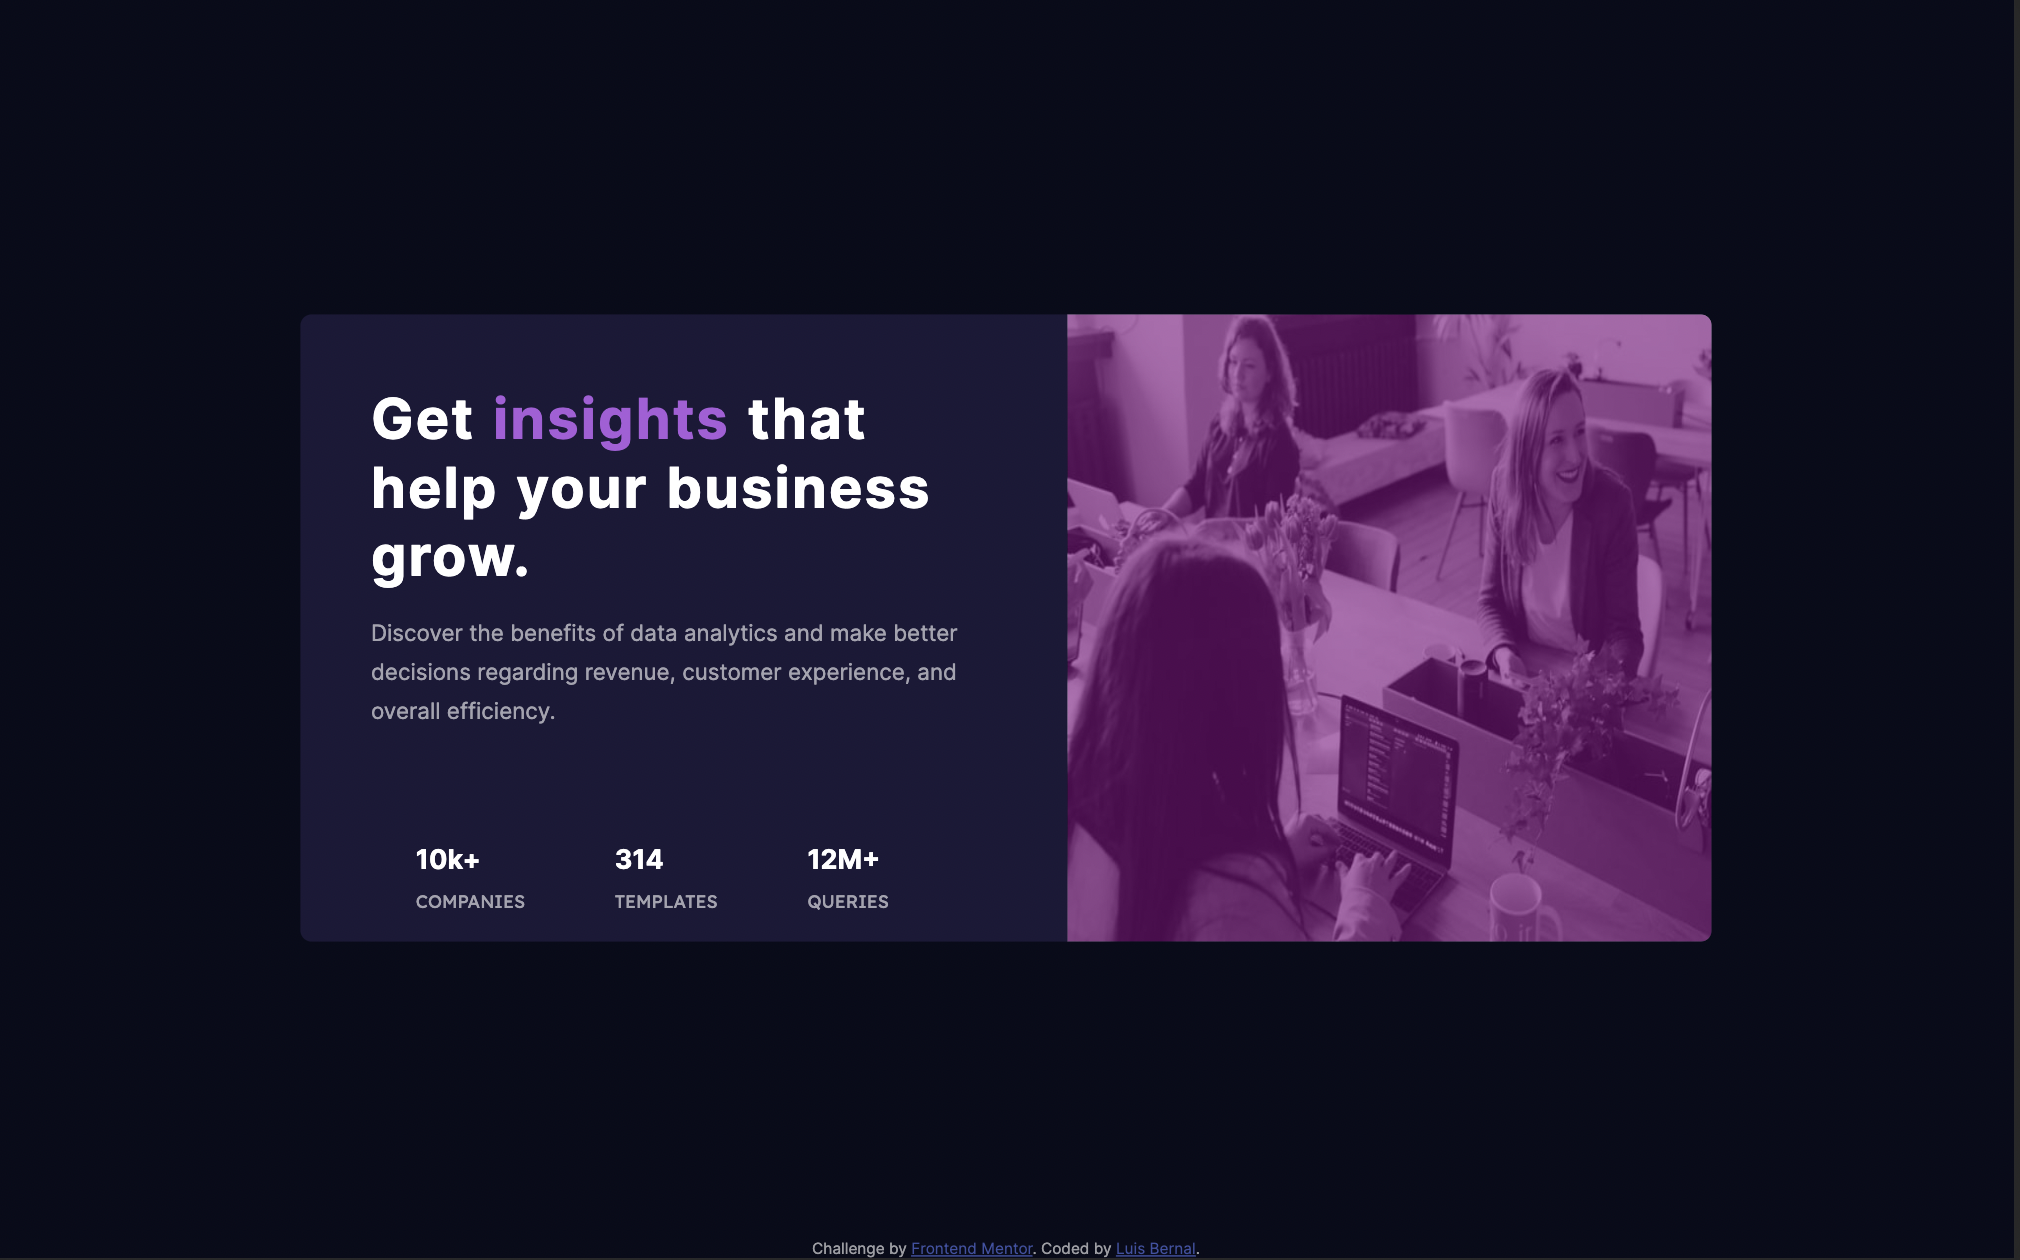 Get insights that
help your business
grow.
Discover the benefits of data analytics and make better
decisions regarding revenue, customer experience, and
overall efficiency.
10k+ 314 12M+
COMPANIES TEMPLATES QUERIES
Challenge by Frontend Mentor. Coded by Luis Bernal.